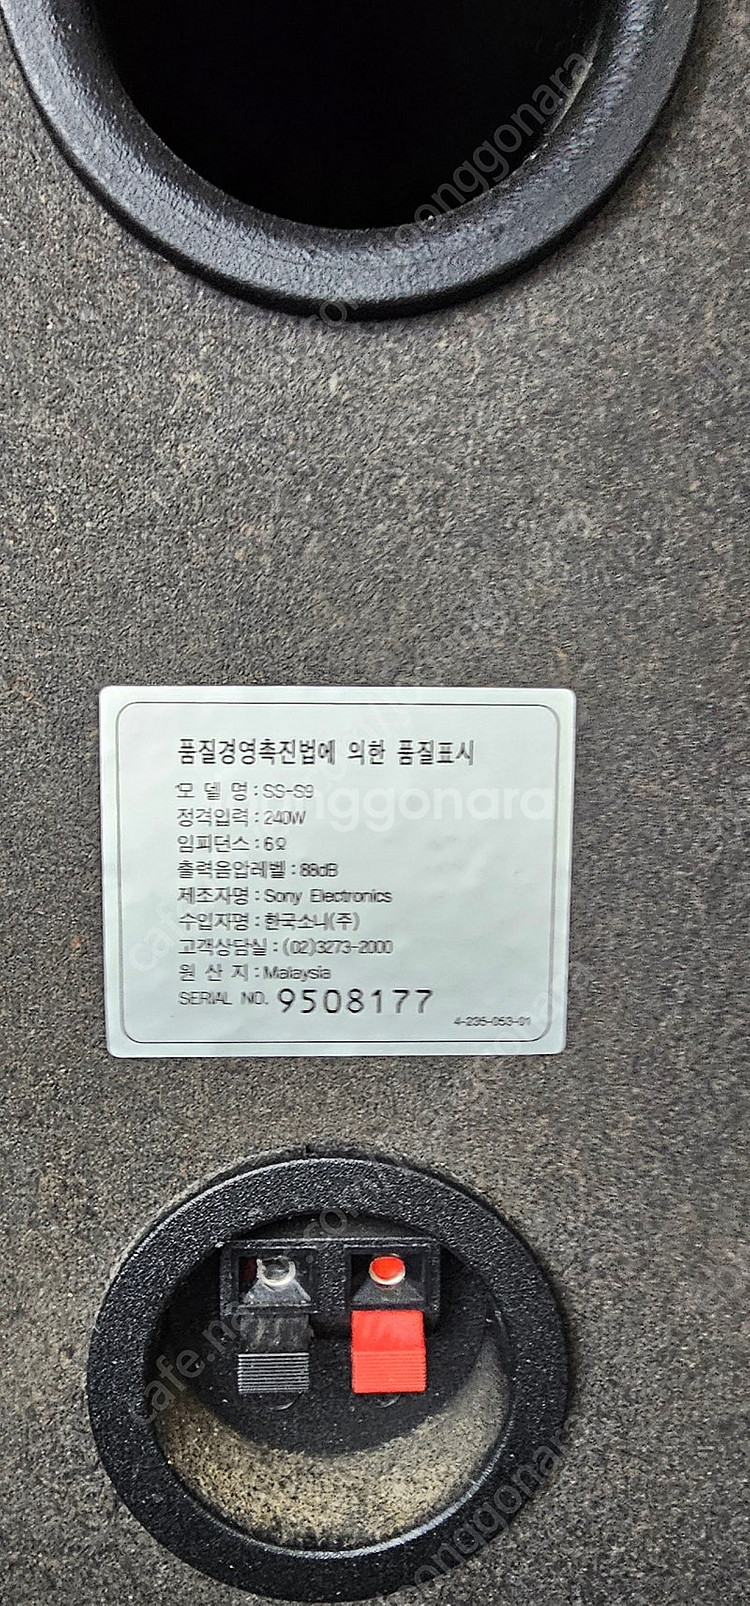 품질경영촉진법에 의한 품질표시
모 델 명 : SS-S9
정격입력 : 240W
임피던스 : 6Ω
출력음압레벨 : 88dB
제조자명 : Sony Electronics
수입자명 : 한국소니(주)
고객상담실 : (02)3273-2000
원 산 지 : Malaysia
SERIAL NO. 9508177
4-235-053-01